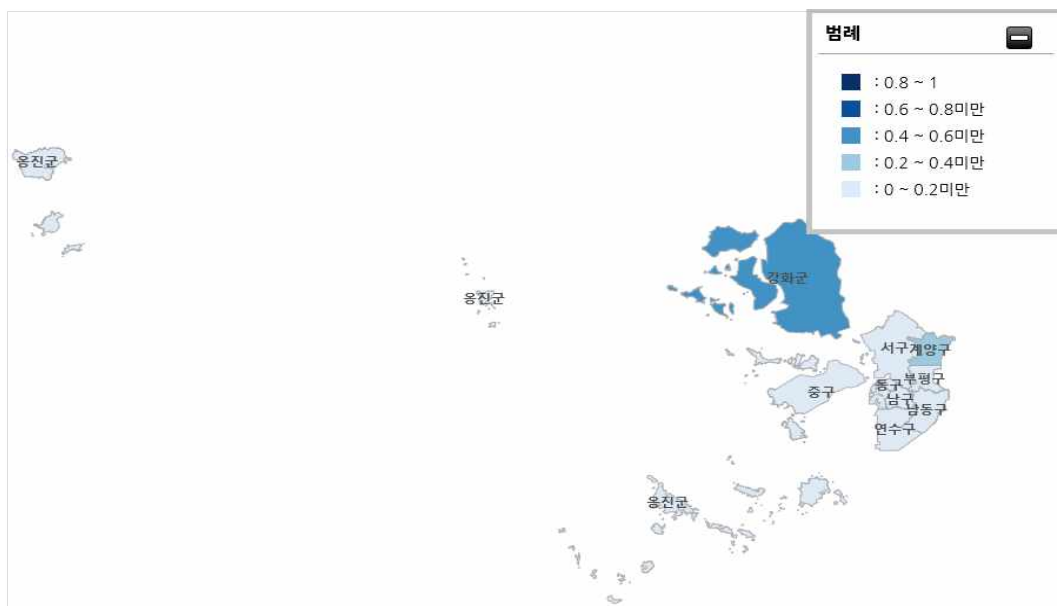 범례
: 0.8 ~ 1
: 0.6 ~ 0.8미만
: 0.4 ~ 0.6미만
: 0.2 ~ 0.4미만
: 0 ~ 0.2미만
옹진군
강화군
옹진군
서구
계양구
부평구
동구
중구
남구
남동구
연수구
옹진군